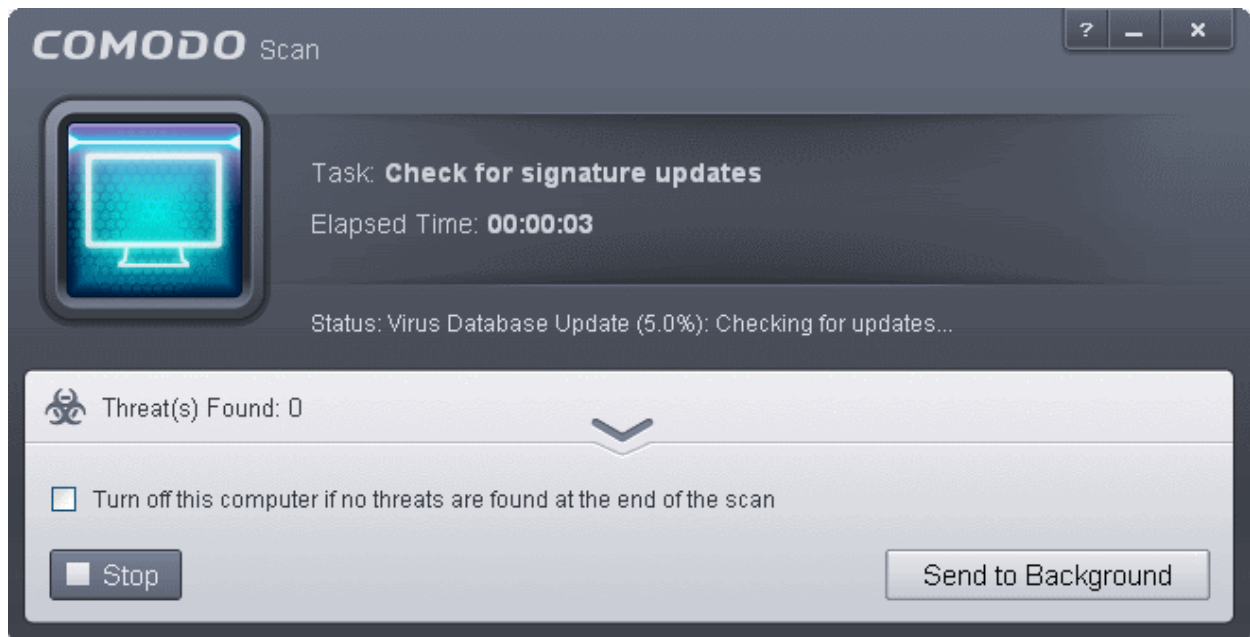 COMODO Scan
?
Task: Check for signature updates
Elapsed Time: 00:00:03
Status: Virus Database Update (5.0%): Checking for updates...
Threat(s) Found: 0
Turn off this computer if no threats are found at the end of the scan
Stop
Send to Background